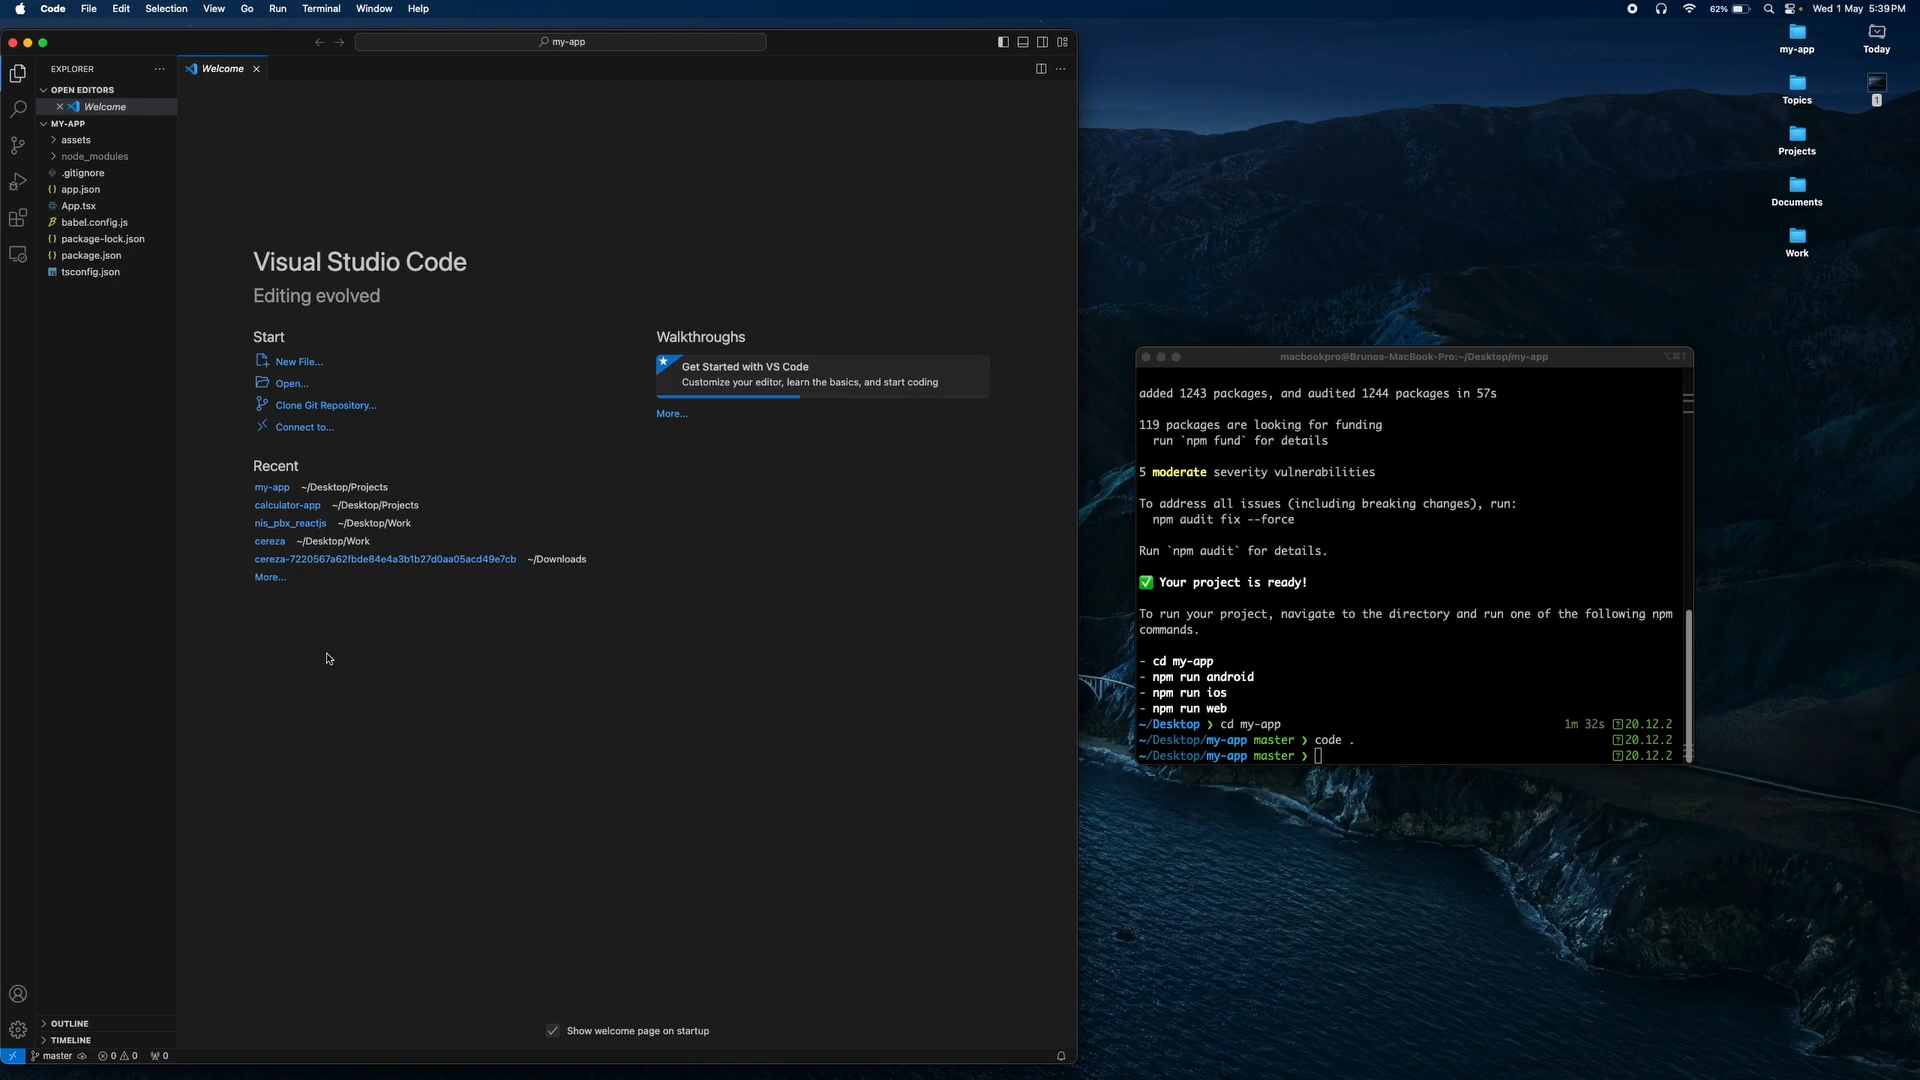 Code File Edit Selection View Go Run Terminal Window Help
62% Wed 1 May 5:39PM
my-app
EXPLORER
OPEN EDITORS
Welcome
MY-APP
assets
node_modules
.gitignore
app.json
App.tsx
babel.config.js
package-lock.json
package.json
tsconfig.json
OUTLINE
TIMELINE
master 0 0 0
Welcome
Visual Studio Code
Editing evolved
Start
New File...
Open...
Clone Git Repository...
Connect to...
Recent
my-app ~/Desktop/Projects
calculator-app ~/Desktop/Projects
nis_pbx_reactjs ~/Desktop/Work
cereza ~/Desktop/Work
cereza-7220567a62fbde84e4a3b1b27d0aa05acd49e7cb ~/Downloads
More...
Walkthroughs
Get Started with VS Code
Customize your editor, learn the basics, and start coding
More...
Show welcome page on startup
macbookpro@Brunos-MacBook-Pro:~/Desktop/my-app ⌥⌘1
added 1243 packages, and audited 1244 packages in 57s
119 packages are looking for funding
run `npm fund` for details
5 moderate severity vulnerabilities
To address all issues (including breaking changes), run:
npm audit fix --force
Run `npm audit` for details.
✅ Your project is ready!
To run your project, navigate to the directory and run one of the following npm
commands.
- cd my-app
- npm run android
- npm run ios
- npm run web
~/Desktop ❯ cd my-app 1m 32s 20.12.2
~/Desktop/my-app master ❯ code . 20.12.2
~/Desktop/my-app master ❯ 20.12.2
my-app
Today
Topics
1
Projects
Documents
Work